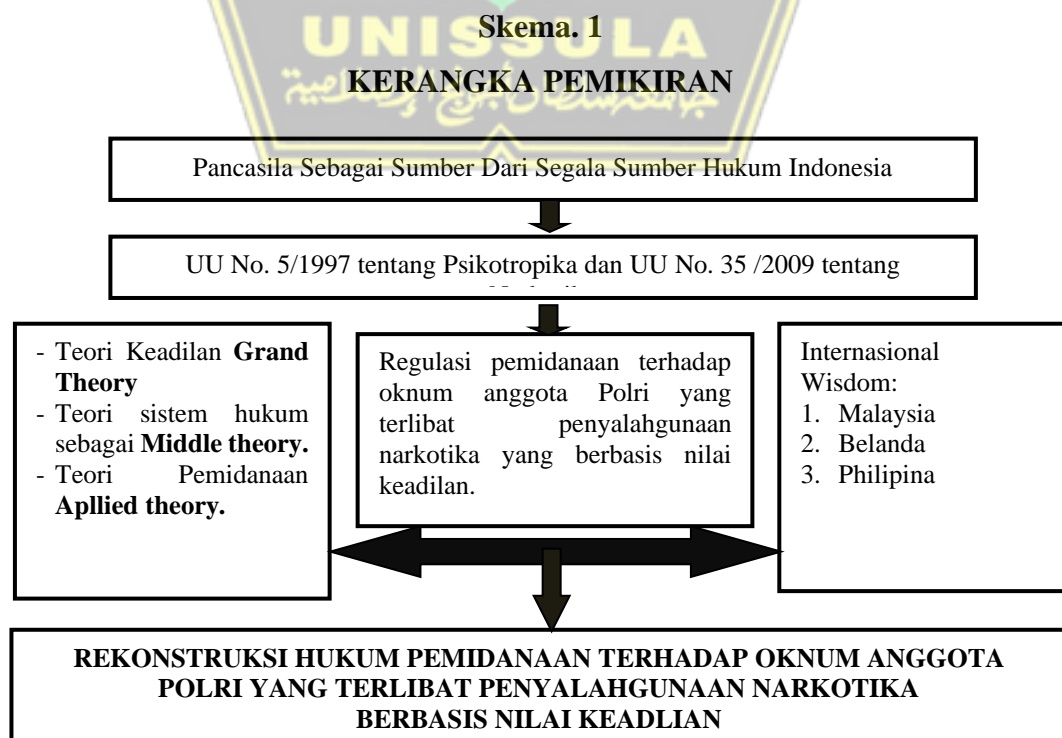 UNISSULA
Skema. 1
KERANGKA PEMIKIRAN
Pancasila Sebagai Sumber Dari Segala Sumber Hukum Indonesia
UU No. 5/1997 tentang Psikotropika dan UU No. 35 /2009 tentang
- Teori Keadilan Grand
Theory
- Teori sistem hukum
sebagai Middle theory.
- Teori Pemidanaan
Apllied theory.
Regulasi pemidanaan terhadap
oknum anggota Polri yang
terlibat penyalahgunaan
narkotika yang berbasis nilai
keadilan.
Internasional
Wisdom:
1. Malaysia
2. Belanda
3. Philipina
REKONSTRUKSI HUKUM PEMIDANAAN TERHADAP OKNUM ANGGOTA
POLRI YANG TERLIBAT PENYALAHGUNAAN NARKOTIKA
BERBASIS NILAI KEADLIAN